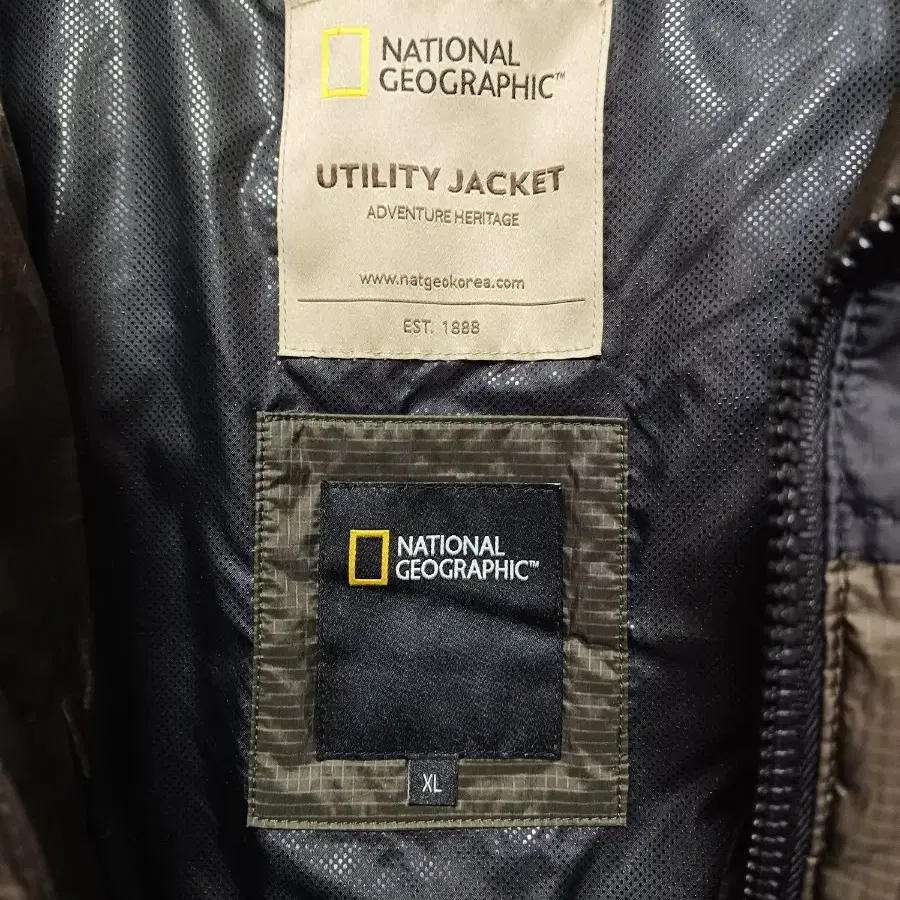 NATIONAL
GEOGRAPHIC™
UTILITY JACKET
ADVENTURE HERITAGE
www.natgeokorea.com
EST. 1888
NATIONAL
GEOGRAPHIC™
XL